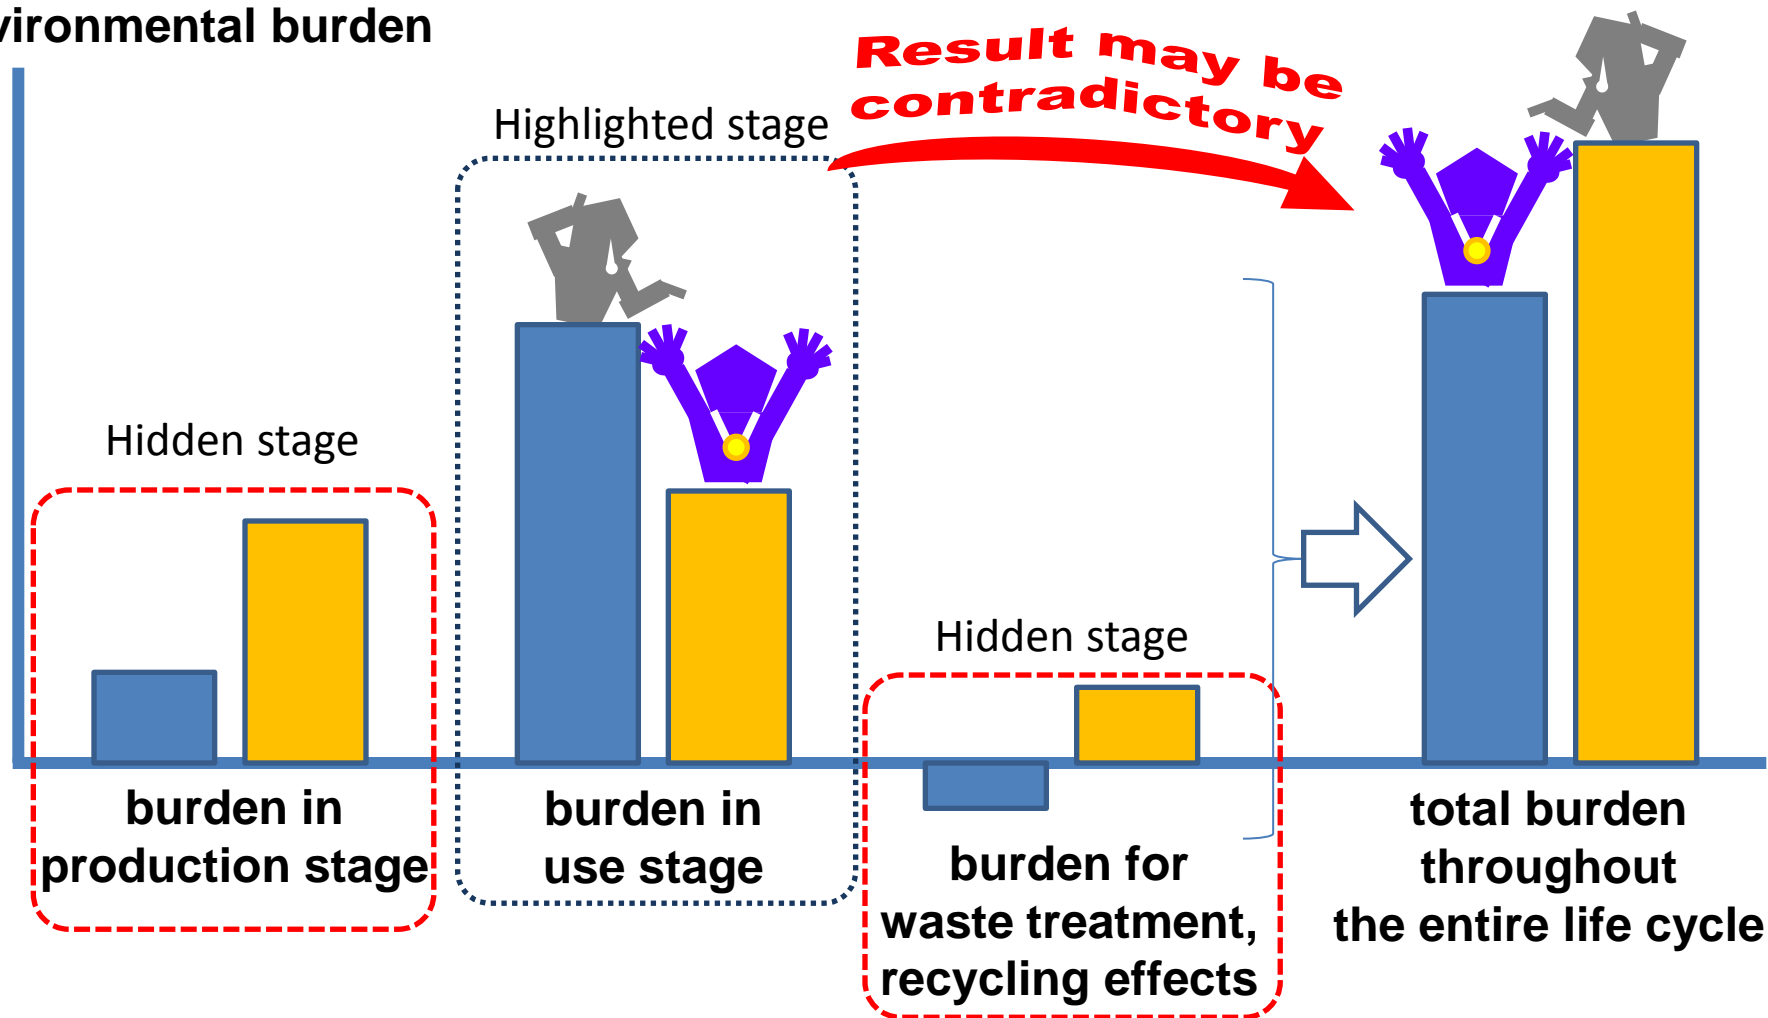 vironmental burden
Result may be
contradictory
Highlighted stage
Hidden stage
Hidden stage
burden in
production stage
burden in
use stage
burden for
waste treatment,
recycling effects
total burden
throughout
the entire life cycle